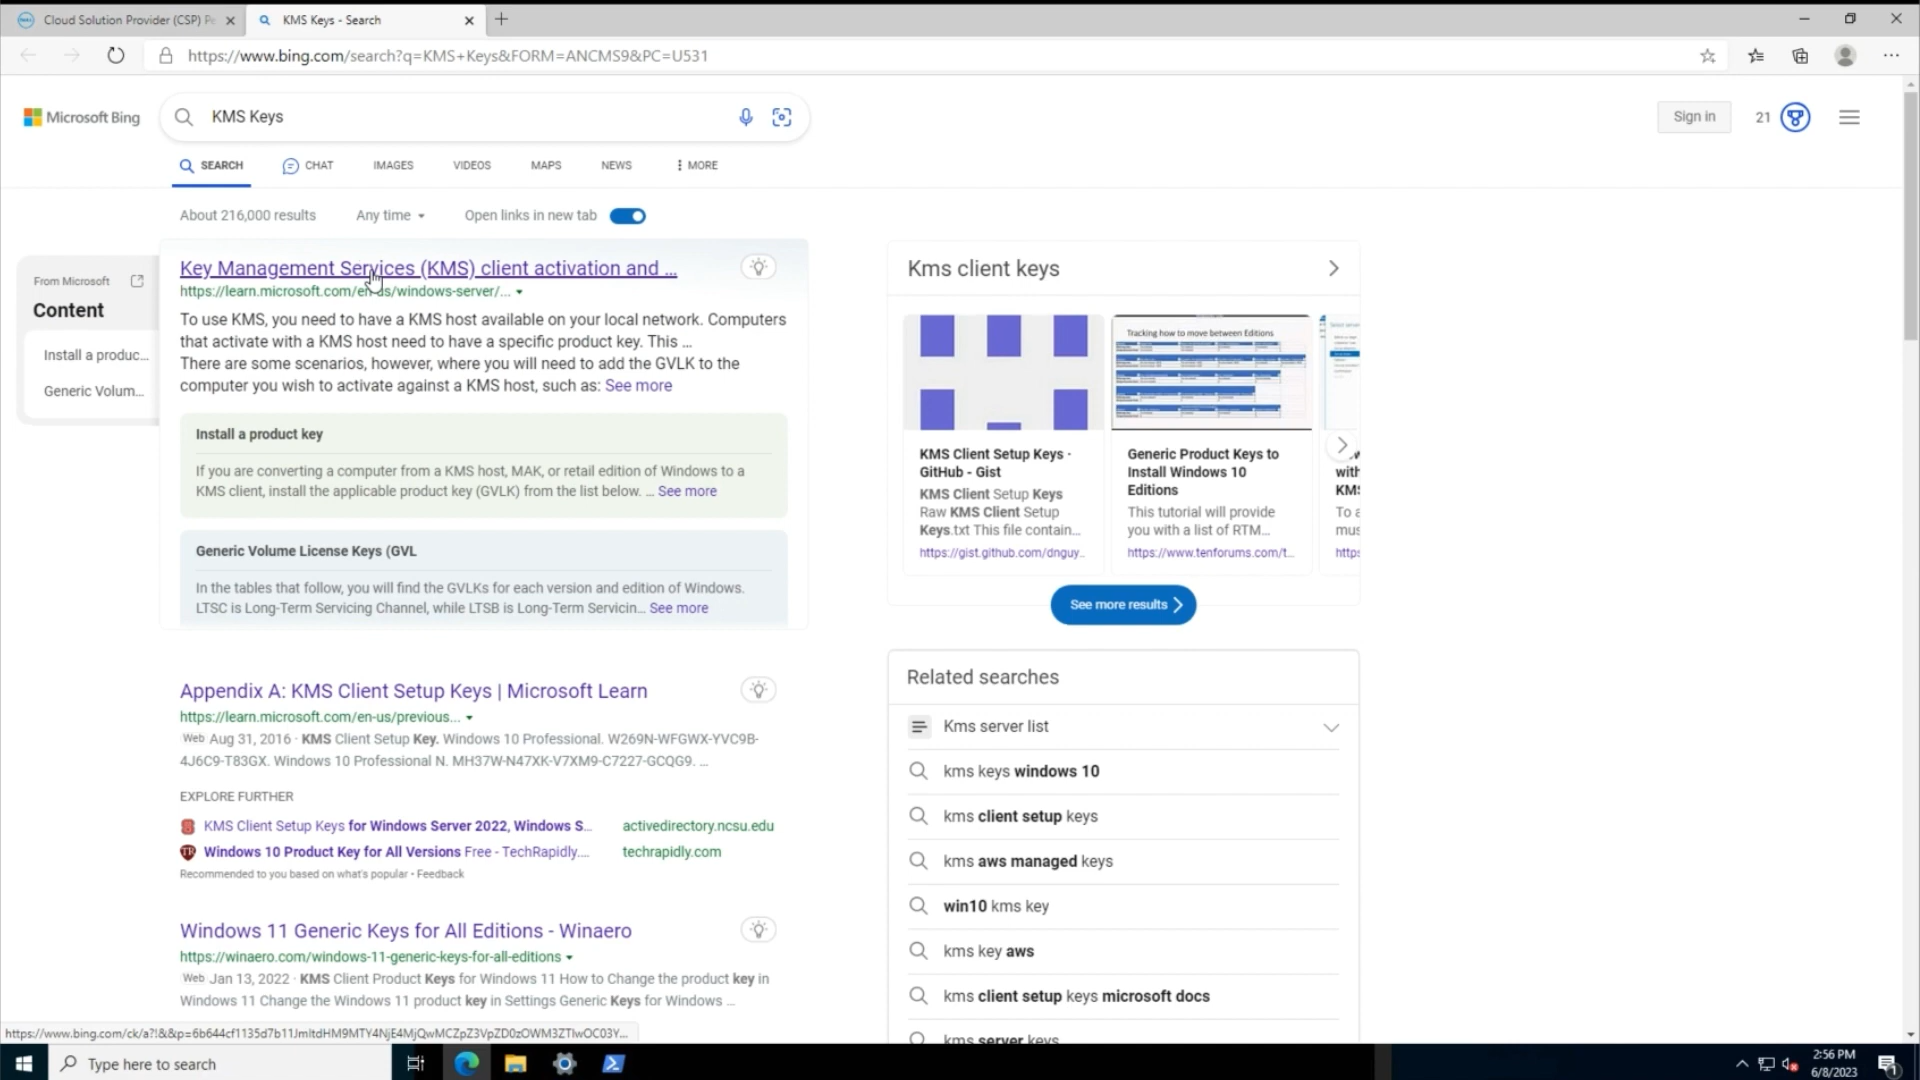 Cloud Solution Provider (CSP) P
KMS Keys - Search
https://www.bing.com/search?q=KMS+Keys&FORM=ANCMS9&PC=U531
Microsoft Bing
KMS Keys
Sign in
21
SEARCH
CHAT
IMAGES
VIDEOS
MAPS
NEWS
MORE
About 216,000 results
Any time
Open links in new tab
From Microsoft
Content
Install a produc...
Generic Volum...
Key Management Services (KMS) client activation and ...
https://learn.microsoft.com/en-us/windows-server/...
To use KMS, you need to have a KMS host available on your local network. Computers
that activate with a KMS host need to have a specific product key. This ...
There are some scenarios, however, where you will need to add the GVLK to the
computer you wish to activate against a KMS host, such as: See more
Install a product key
If you are converting a computer from a KMS host, MAK, or retail edition of Windows to a
KMS client, install the applicable product key (GVLK) from the list below. ... See more
Generic Volume License Keys (GVL
In the tables that follow, you will find the GVLKs for each version and edition of Windows.
LTSC is Long-Term Servicing Channel, while LTSB is Long-Term Servicin... See more
Appendix A: KMS Client Setup Keys | Microsoft Learn
https://learn.microsoft.com/en-us/previous...
Web Aug 31, 2016 · KMS Client Setup Key. Windows 10 Professional. W269N-WFGWX-YVC9B-
4J6C9-T83GX. Windows 10 Professional N. MH37W-N47XK-V7XM9-C7227-GCQG9. ...
EXPLORE FURTHER
KMS Client Setup Keys for Windows Server 2022, Windows S...
activedirectory.ncsu.edu
Windows 10 Product Key for All Versions Free - TechRapidly....
techrapidly.com
Recommended to you based on what's popular • Feedback
Windows 11 Generic Keys for All Editions - Winaero
https://winaero.com/windows-11-generic-keys-for-all-editions
Web Jan 13, 2022 · KMS Client Product Keys for Windows 11 How to Change the product key in
Windows 11 Change the Windows 11 product key in Settings Generic Keys for Windows ...
Kms client keys
Tracking how to move between Editions
KMS Client Setup Keys ·
GitHub - Gist
KMS Client Setup Keys
Raw KMS Client Setup
Keys.txt This file contain...
https://gist.github.com/dnguy..
Generic Product Keys to
Install Windows 10
Editions
This tutorial will provide
you with a list of RTM...
https://www.tenforums.com/t...
with
KMS
To a
mus
https
See more results
Related searches
Kms server list
kms keys windows 10
kms client setup keys
kms aws managed keys
win10 kms key
kms key aws
kms client setup keys microsoft docs
kms server keys
Type here to search
2:56 PM
6/8/2023
1